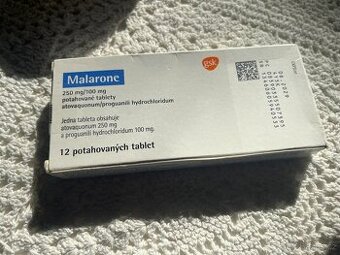 Malarone
250 mg/100 mg
potahované tablety
atovaquonum/proguanili hydrochloridum
Jedna tableta obsahuje
atovaquonum 250 mg
a proguanili hydrochloridum 100 mg.
12 potahovaných tablet
gsk